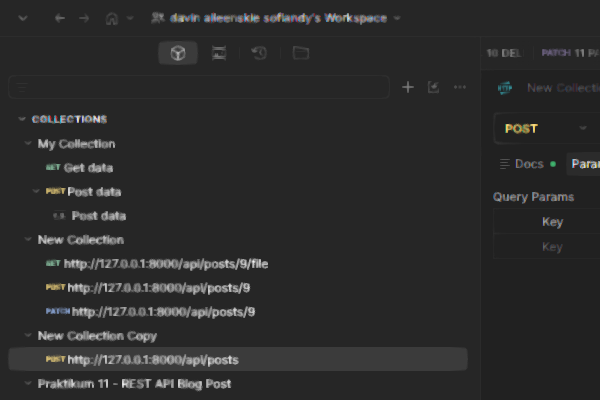 davin alleenskie sofiandy's Workspace
10 DEL PATCH 11
New Collecti
COLLECTIONS
My Collection
GET Get data
POST Post data
Post data
New Collection
GET http://127.0.0.1:8000/api/posts/9/file
POST http://127.0.0.1:8000/api/posts/9
PATCH http://127.0.0.1:8000/api/posts/9
New Collection Copy
POST http://127.0.0.1:8000/api/posts
Praktikum 11 - REST API Blog Post
POST
Docs Paran
Query Params
Key
Key